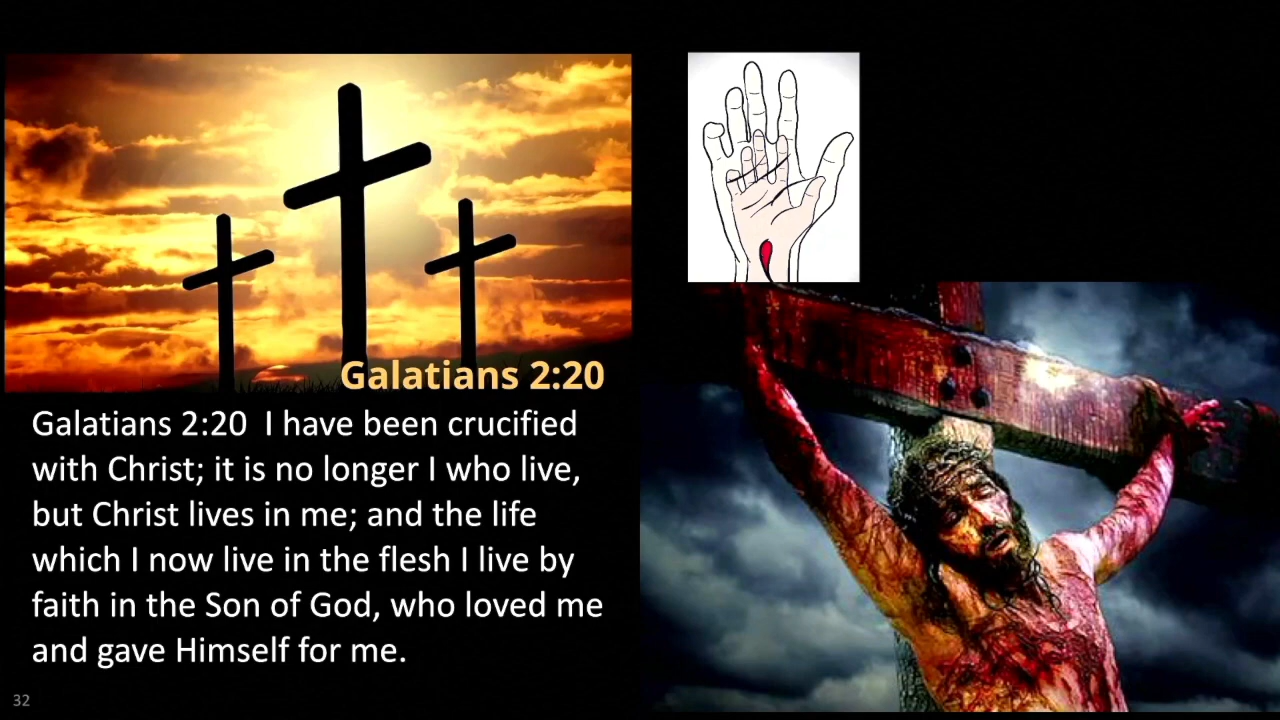 Galatians 2:20
Galatians 2:20  I have been crucified
with Christ; it is no longer I who live,
but Christ lives in me; and the life
which I now live in the flesh I live by
faith in the Son of God, who loved me
and gave Himself for me.
32